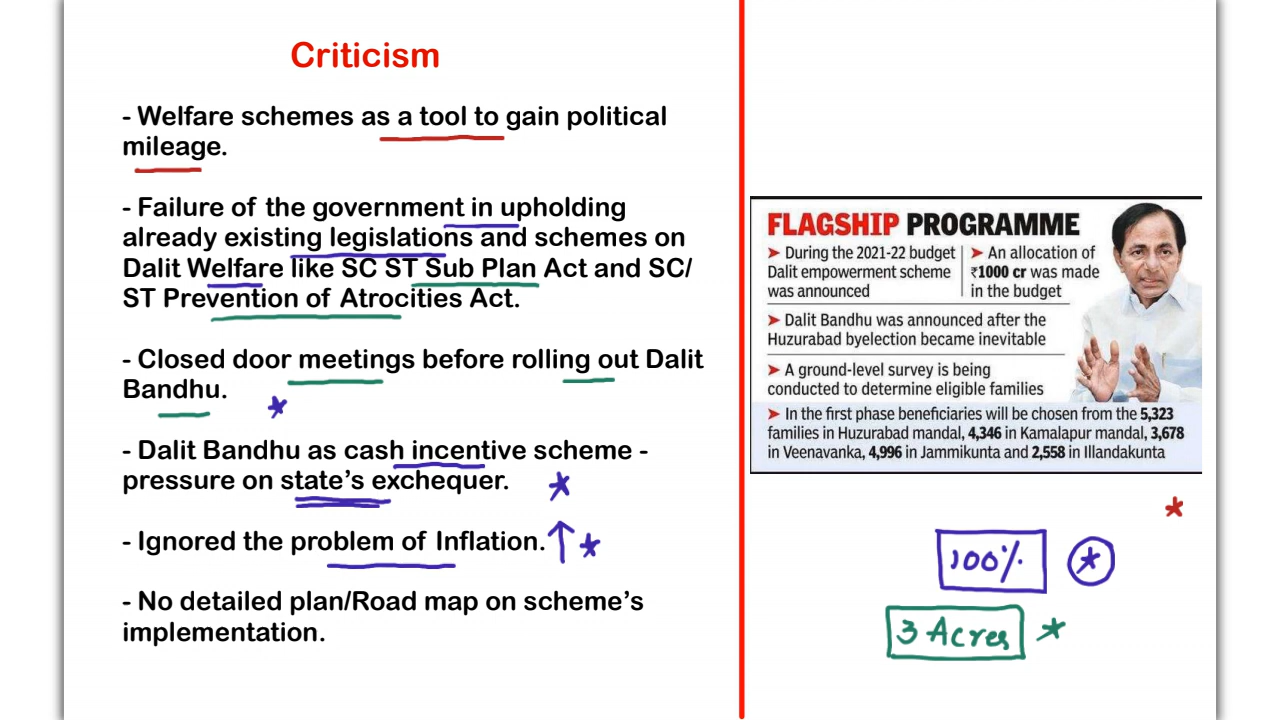 Criticism
- Welfare schemes as a tool to gain political
mileage.
- Failure of the government in upholding
already existing legislations and schemes on
Dalit Welfare like SC ST Sub Plan Act and SC/
ST Prevention of Atrocities Act.
- Closed door meetings before rolling out Dalit
Bandhu.
- Dalit Bandhu as cash incentive scheme -
pressure on state's exchequer.
- Ignored the problem of Inflation.
- No detailed plan/Road map on scheme's
implementation.
FLAGSHIP PROGRAMME
➤ During the 2021-22 budget
Dalit empowerment scheme
was announced
➤ An allocation of
₹1000 cr was made
in the budget
➤ Dalit Bandhu was announced after the
Huzurabad byelection became inevitable
➤ A ground-level survey is being
conducted to determine eligible families
➤ In the first phase beneficiaries will be chosen from the 5,323
families in Huzurabad mandal, 4,346 in Kamalapur mandal, 3,678
in Veenavanka, 4,996 in Jammikunta and 2,558 in Illandakunta
100%
3 Acres